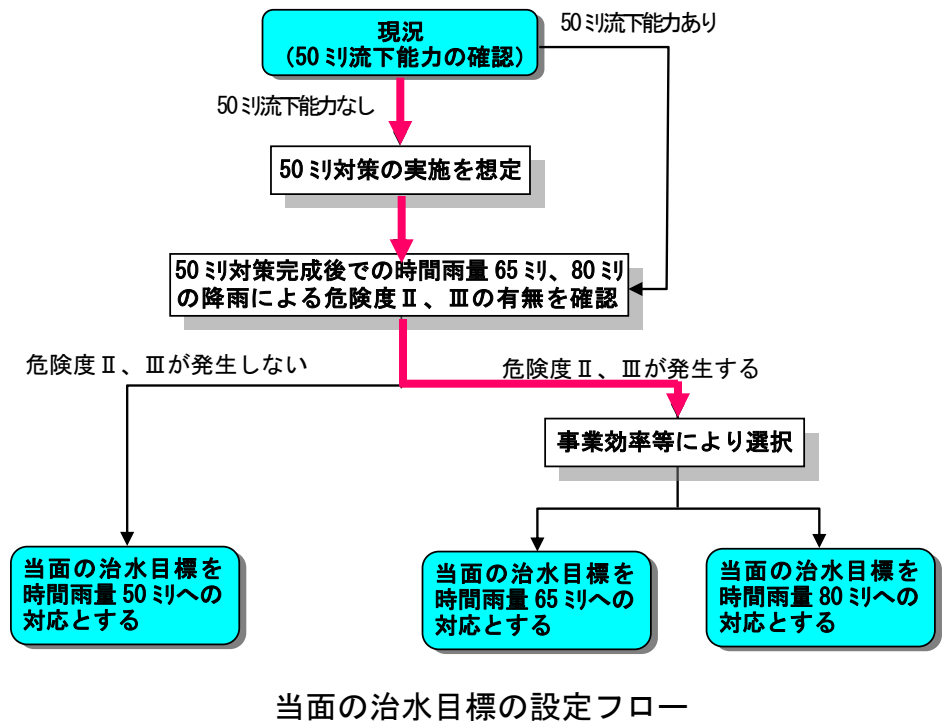 現況
(50ミリ流下能力の確認)
50ミリ流下能力あり
50ミリ流下能力なし
50ミリ対策の実施を想定
50ミリ対策完成後での時間雨量65ミリ、80ミリ
の降雨による危険度Ⅱ、Ⅲの有無を確認
危険度Ⅱ、Ⅲが発生しない
危険度Ⅱ、Ⅲが発生する
事業効率等により選択
当面の治水目標を
時間雨量50ミリへの
対応とする
当面の治水目標を
時間雨量65ミリへの
対応とする
当面の治水目標を
時間雨量80ミリへの
対応とする
当面の治水目標の設定フロー